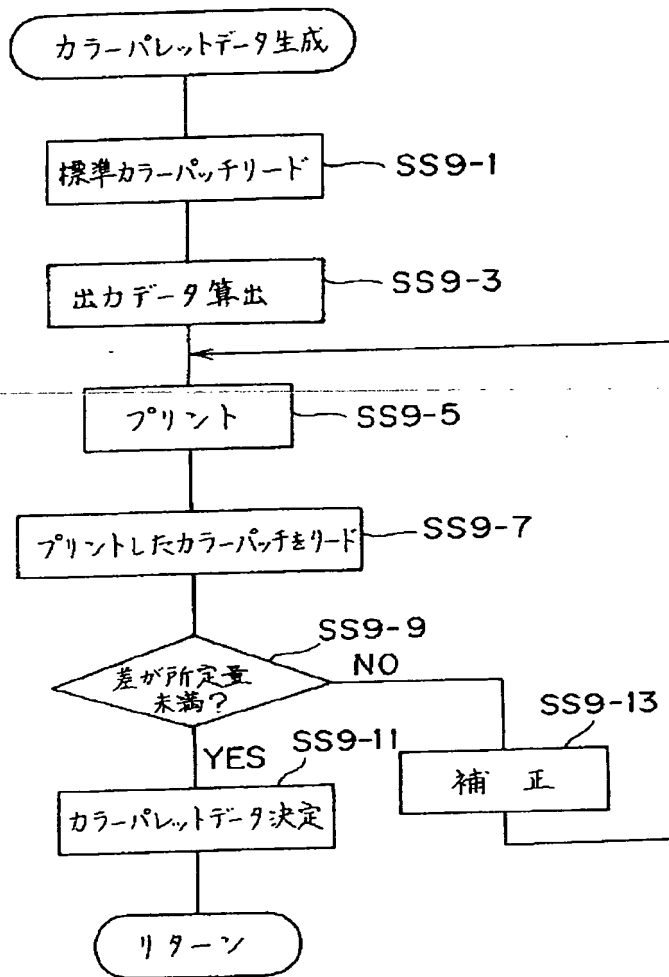 カラーパレットデータ生成
標準カラーパッチリード
SS9-1
出力データ算出
SS9-3
プリント
SS9-5
プリントしたカラーパッチをリード
SS9-7
差が所定量
未満?
SS9-9
NO
YES
SS9-11
カラーパレットデータ決定
SS9-13
補 正
リターン